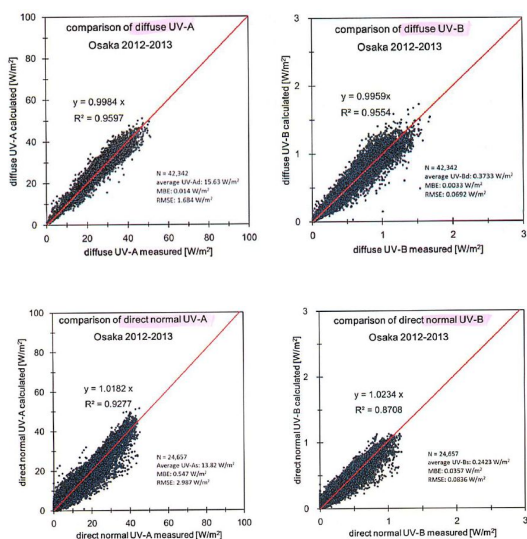 comparison of diffuse UV-A
Osaka 2012-2013
y = 0.9984 x
R² = 0.9597
N = 42,342
average UV-Ad: 15.63 W/m²
MBE: 0.014 W/m²
RMSE: 1.684 W/m²
diffuse UV-A calculated [W/m²]
100
80
60
40
20
0
0 20 40 60 80 100
diffuse UV-A measured [W/m²]
comparison of diffuse UV-B
Osaka 2012-2013
y = 0.9959x
R² = 0.9554
N = 42,342
average UV-Bd: 0.3733 W/m²
MBE: 0.0033 W/m²
RMSE: 0.0692 W/m²
diffuse UV-B calculated [W/m²]
3
2
1
0
0 1 2 3
diffuse UV-B measured [W/m²]
comparison of direct normal UV-A
Osaka 2012-2013
y = 1.0182 x
R² = 0.9277
N = 24,657
Average UV-As: 13.82 W/m²
MBE: 0.547 W/m²
RMSE: 2.987 W/m²
direct normal UV-A calculated [W/m²]
100
80
60
40
20
0
0 20 40 60 80 100
direct normal UV-A measured [W/m²]
comparison of direct normal UV-B
Osaka 2012-2013
y = 1.0234 x
R² = 0.8708
N = 24,657
average UV-Bs: 0.2423 W/m²
MBE: 0.0357 W/m²
RMSE: 0.0836 W/m²
direct normal UV-B calculated [W/m²]
3
2
1
0
0 1 2 3
direct normal UV-B measured [W/m²]